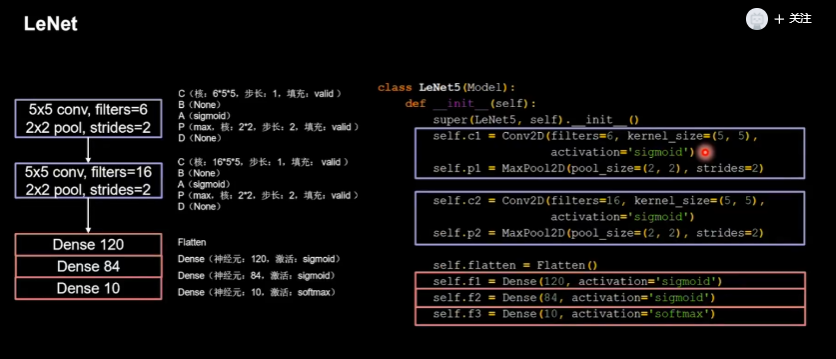 LeNet
+ 关注
5x5 conv, filters=6
2x2 pool, strides=2
C（核：6*5*5，步长：1，填充：valid ）
B（None）
A（sigmoid）
P（max，核：2*2，步长：2，填充：valid ）
D（None）
5x5 conv, filters=16
2x2 pool, strides=2
C（核：16*5*5，步长：1，填充：valid ）
B（None）
A（sigmoid）
P（max，核：2*2，步长：2，填充：valid ）
D（None）
Dense 120
Dense 84
Dense 10
Flatten
Dense（神经元：120，激活：sigmoid）
Dense（神经元：84，激活：sigmoid）
Dense（神经元：10，激活：softmax）
class LeNet5(Model):
def __init__(self):
super(LeNet5, self).__init__()
self.c1 = Conv2D(filters=6, kernel_size=(5, 5),
activation='sigmoid')
self.p1 = MaxPool2D(pool_size=(2, 2), strides=2)
self.c2 = Conv2D(filters=16, kernel_size=(5, 5),
activation='sigmoid')
self.p2 = MaxPool2D(pool_size=(2, 2), strides=2)
self.flatten = Flatten()
self.f1 = Dense(120, activation='sigmoid')
self.f2 = Dense(84, activation='sigmoid')
self.f3 = Dense(10, activation='softmax')